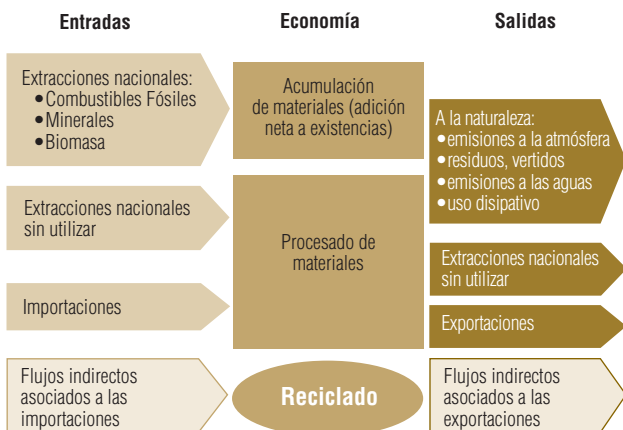 Entradas
Economía
Salidas
Extracciones nacionales:
•Combustibles Fósiles
•Minerales
•Biomasa
Extracciones nacionales
sin utilizar
Importaciones
Flujos indirectos
asociados a las
importaciones
Acumulación
de materiales (adición
neta a existencias)
Procesado de
materiales
Reciclado
A la naturaleza:
•emisiones a la atmósfera
•residuos, vertidos
•emisiones a las aguas
•uso disipativo
Extracciones nacionales
sin utilizar
Exportaciones
Flujos indirectos
asociados a las
exportaciones